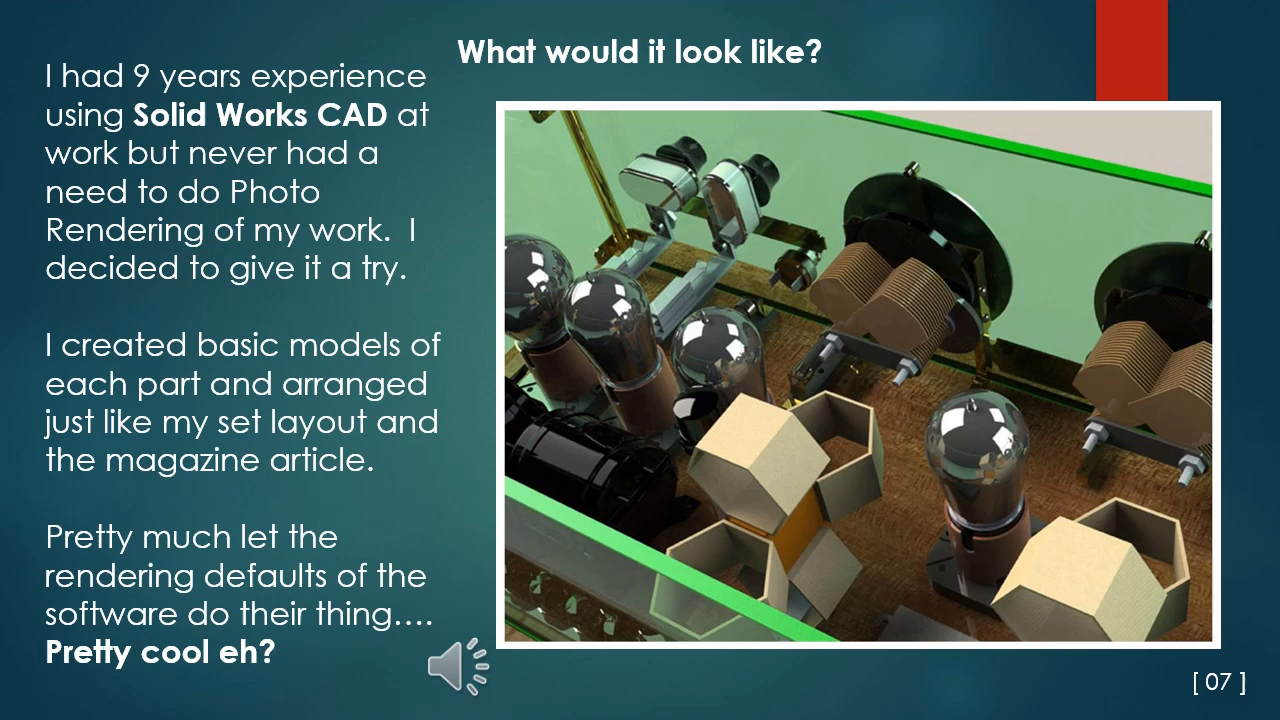 What would it look like?
I had 9 years experience
using Solid Works CAD at
work but never had a
need to do Photo
Rendering of my work.  I
decided to give it a try.
I created basic models of
each part and arranged
just like my set layout and
the magazine article.
Pretty much let the
rendering defaults of the
software do their thing….
Pretty cool eh?
[ 07 ]